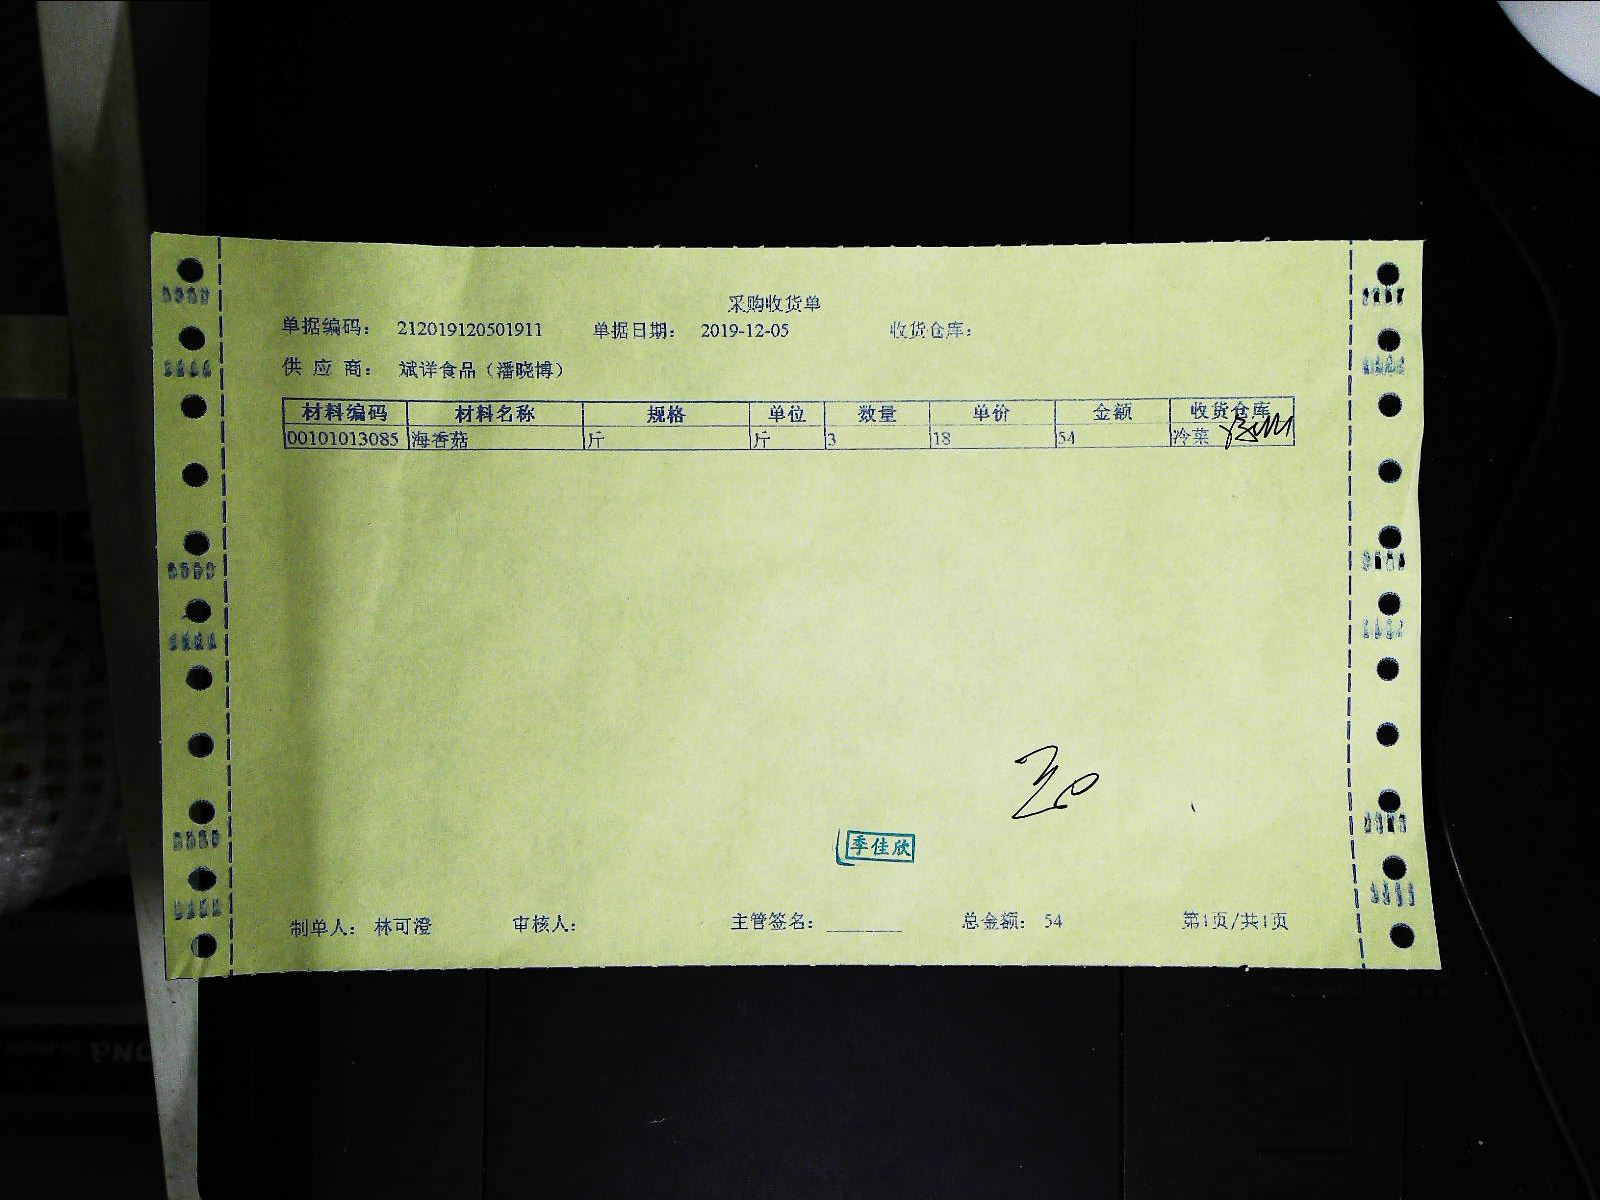 采购收货单
单据编码： 212019120501911 单据日期： 2019-12-05 收货仓库：
供 应 商： 斌详食品（潘晓博）
材料编码 材料名称 规格 单位 数量 单价 金额 收货仓库
00101013085 海香菇 斤 斤 3 18 54 冷菜
季佳欣
制单人： 林可澄 审核人： 主管签名： ________ 总金额： 54 第1页/共1页